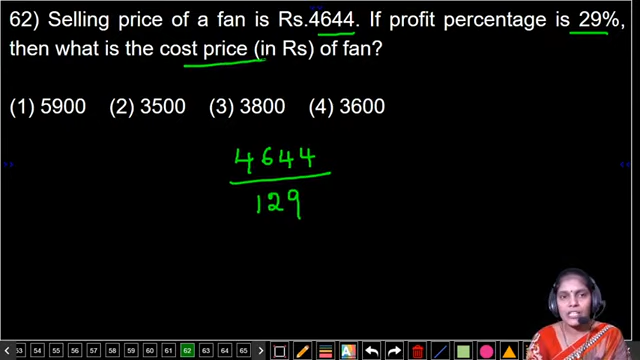 62) Selling price of a fan is Rs.4644. If profit percentage is 29%,
then what is the cost price (in Rs) of fan?
(1) 5900 (2) 3500 (3) 3800 (4) 3600
4644
129
53 54 55 56 57 58 59 60 61 62 63 64 65
A